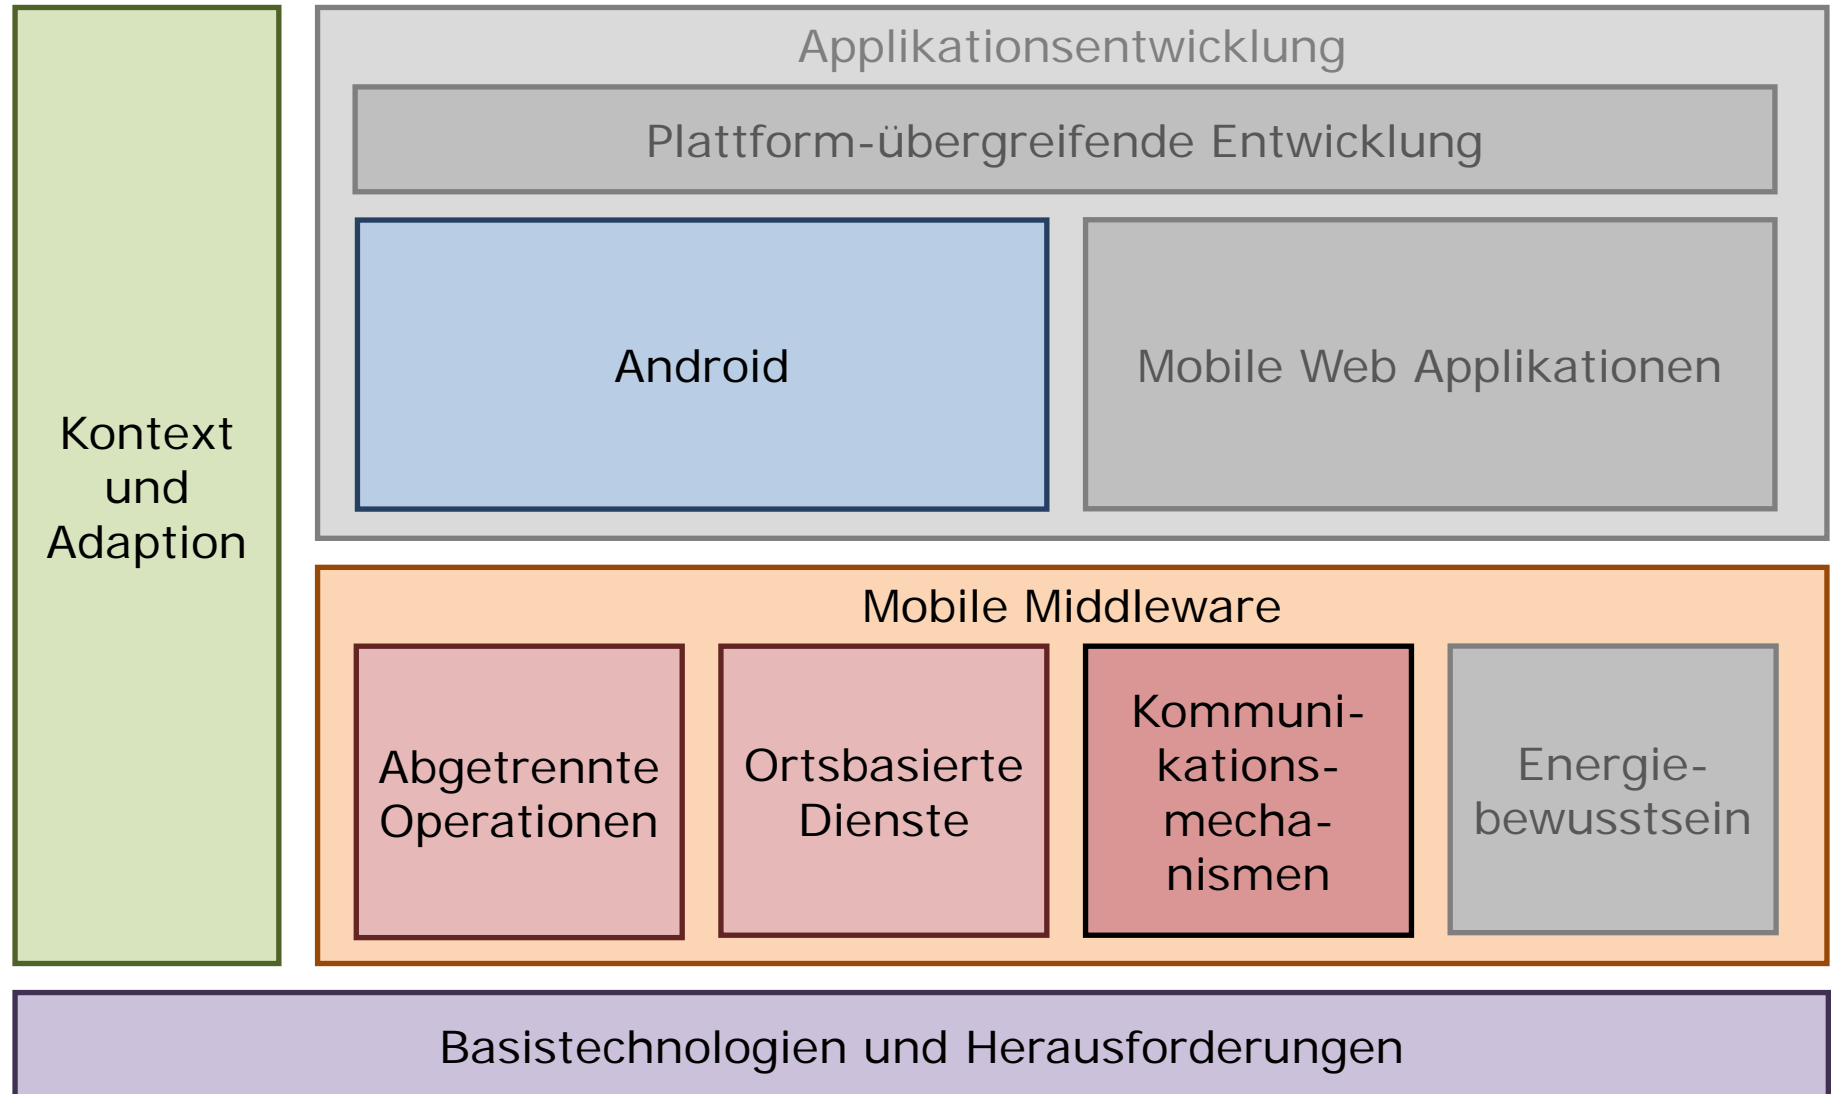 Kontext
und
Adaption
Applikationsentwicklung
Plattform-übergreifende Entwicklung
Android
Mobile Web Applikationen
Mobile Middleware
Abgetrennte
Operationen
Ortsbasierte
Dienste
Kommuni-
kations-
mecha-
nismen
Energie-
bewusstsein
Basistechnologien und Herausforderungen